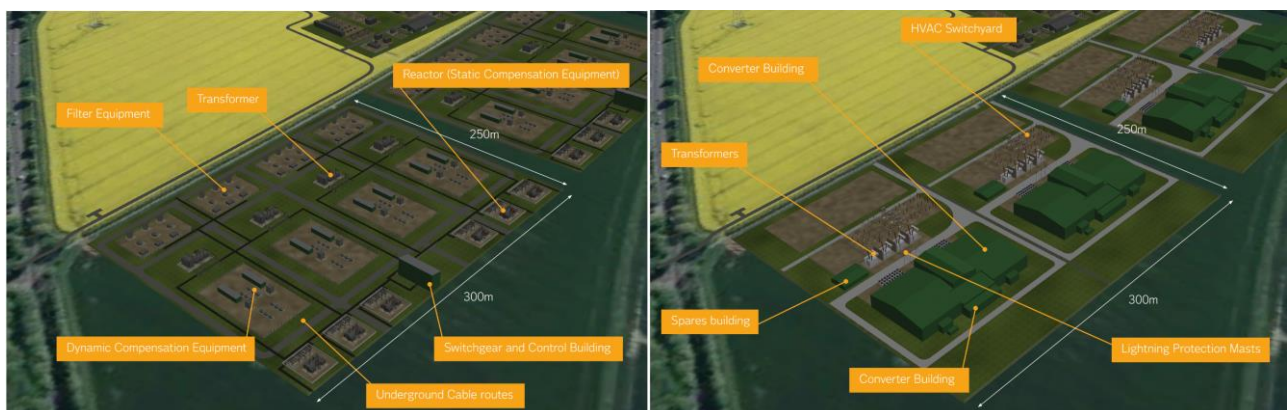 Reactor (Static Compensation Equipment)
Transformer
Filter Equipment
250m
300m
Dynamic Compensation Equipment
Switchgear and Control Building
Underground Cable routes
HVAC Switchyard
Converter Building
250m
Transformers
300m
Spares building
Lightning Protection Masts
Converter Building